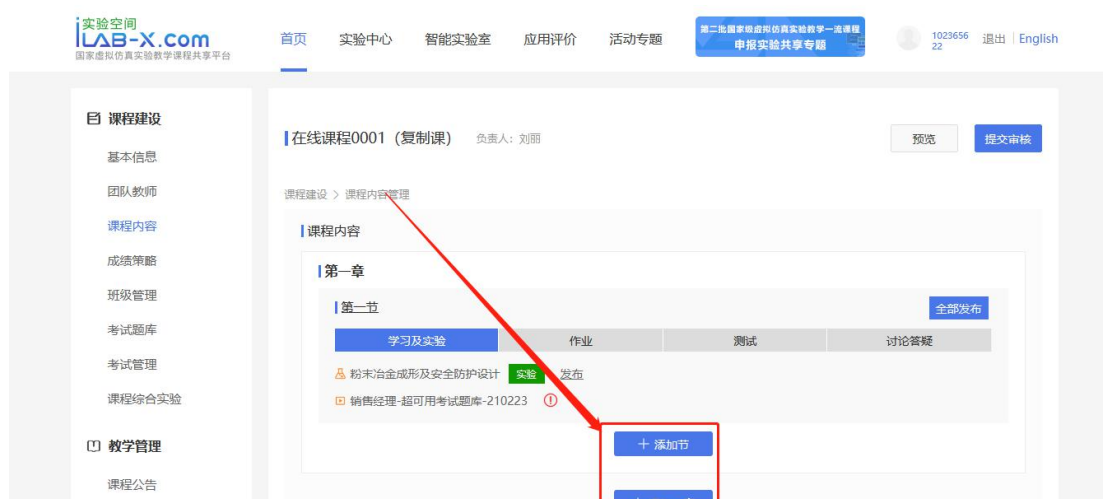 实验空间
iLAB-X.com
国家虚拟仿真实验教学课程共享平台
首页 实验中心 智能实验室 应用评价 活动专题
第二批国家级虚拟仿真实验教学一流课程
申报实验共享专题
1023656
22
退出 English
课程建设
基本信息
团队教师
课程内容
成绩策略
班级管理
考试题库
考试管理
课程综合实验
教学管理
课程公告
在线课程0001（复制课） 负责人：刘丽
预览 提交审核
课程建设 > 课程内容管理
课程内容
第一章
第一节 全部发布
学习及实验 作业 测试 讨论答疑
粉末冶金成形及安全防护设计 实验 发布
销售经理-超可用考试题库-210223
+ 添加节